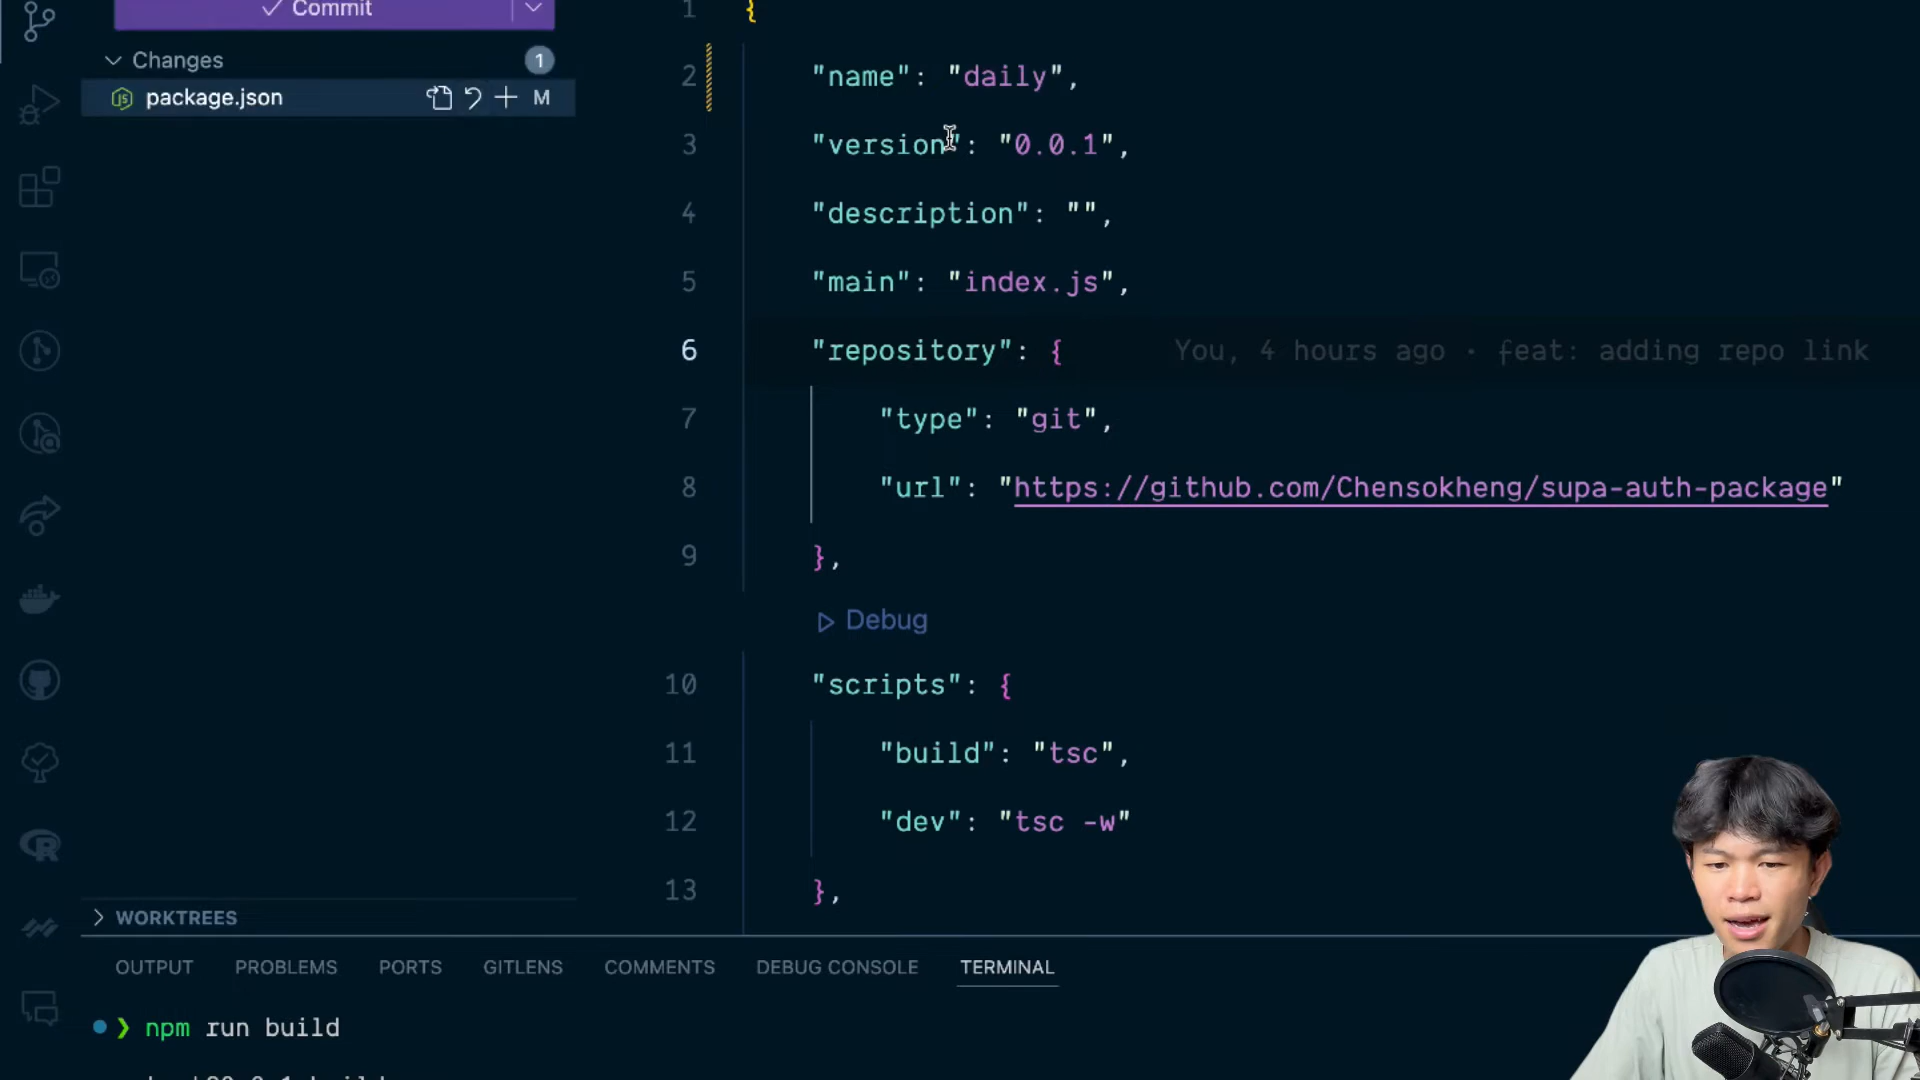 Commit
Changes 1
package.json M
1 {
2 "name": "daily",
3 "version": "0.0.1",
4 "description": "",
5 "main": "index.js",
6 "repository": { You, 4 hours ago • feat: adding repo link
7 "type": "git",
8 "url": "https://github.com/Chensokheng/supa-auth-package"
9 },
Debug
10 "scripts": {
11 "build": "tsc",
12 "dev": "tsc -w"
13 },
WORKTREES
OUTPUT PROBLEMS PORTS GITLENS COMMENTS DEBUG CONSOLE TERMINAL
❯ npm run build